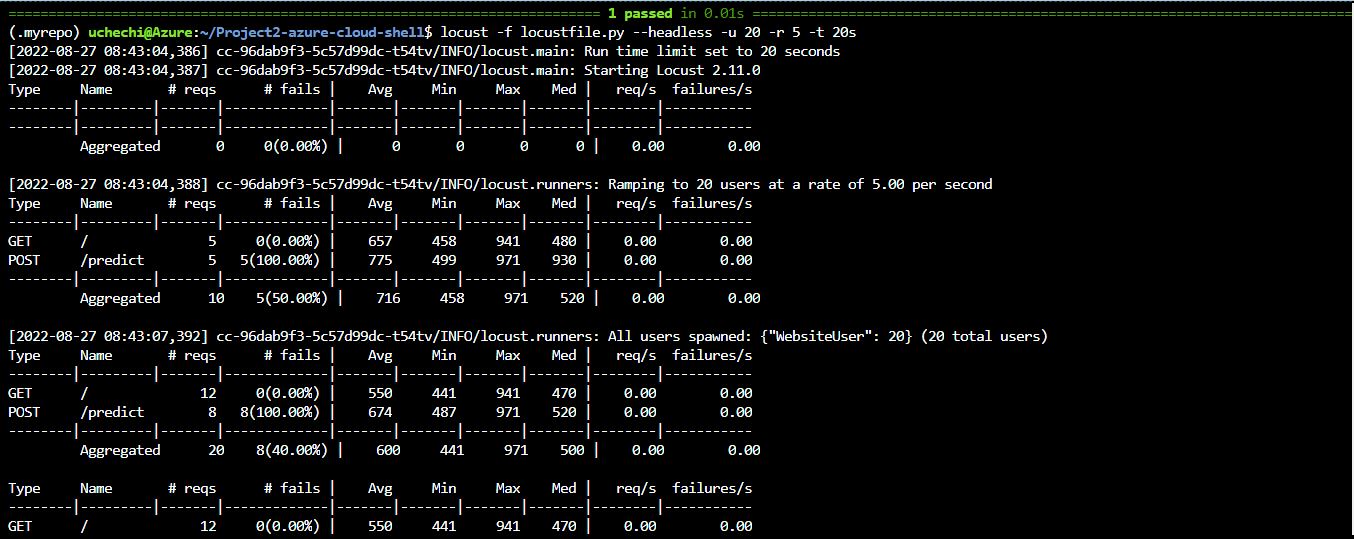 ============================================================================ 1 passed in 0.01s ============================================================================
(.myrepo) uchechi@Azure:~/Project2-azure-cloud-shell$ locust -f locustfile.py --headless -u 20 -r 5 -t 20s
[2022-08-27 08:43:04,386] cc-96dab9f3-5c57d99dc-t54tv/INFO/locust.main: Run time limit set to 20 seconds
[2022-08-27 08:43:04,387] cc-96dab9f3-5c57d99dc-t54tv/INFO/locust.main: Starting Locust 2.11.0
Type     Name       # reqs      # fails |    Avg     Min     Max    Med |   req/s  failures/s
--------|---------|-------|-------------|-------|-------|-------|-------|--------|-----------
--------|---------|-------|-------------|-------|-------|-------|-------|--------|-----------
         Aggregated       0     0(0.00%) |      0       0       0      0 |    0.00        0.00

[2022-08-27 08:43:04,388] cc-96dab9f3-5c57d99dc-t54tv/INFO/locust.runners: Ramping to 20 users at a rate of 5.00 per second
Type     Name       # reqs      # fails |    Avg     Min     Max    Med |   req/s  failures/s
--------|---------|-------|-------------|-------|-------|-------|-------|--------|-----------
GET      /               5     0(0.00%) |    657     458     941    480 |    0.00        0.00
POST     /predict        5   5(100.00%) |    775     499     971    930 |    0.00        0.00
--------|---------|-------|-------------|-------|-------|-------|-------|--------|-----------
         Aggregated      10    5(50.00%) |    716     458     971    520 |    0.00        0.00

[2022-08-27 08:43:07,392] cc-96dab9f3-5c57d99dc-t54tv/INFO/locust.runners: All users spawned: {"WebsiteUser": 20} (20 total users)
Type     Name       # reqs      # fails |    Avg     Min     Max    Med |   req/s  failures/s
--------|---------|-------|-------------|-------|-------|-------|-------|--------|-----------
GET      /              12     0(0.00%) |    550     441     941    470 |    0.00        0.00
POST     /predict        8   8(100.00%) |    674     487     971    520 |    0.00        0.00
--------|---------|-------|-------------|-------|-------|-------|-------|--------|-----------
         Aggregated      20    8(40.00%) |    600     441     971    500 |    0.00        0.00

Type     Name       # reqs      # fails |    Avg     Min     Max    Med |   req/s  failures/s
--------|---------|-------|-------------|-------|-------|-------|-------|--------|-----------
GET      /              12     0(0.00%) |    550     441     941    470 |    0.00        0.00